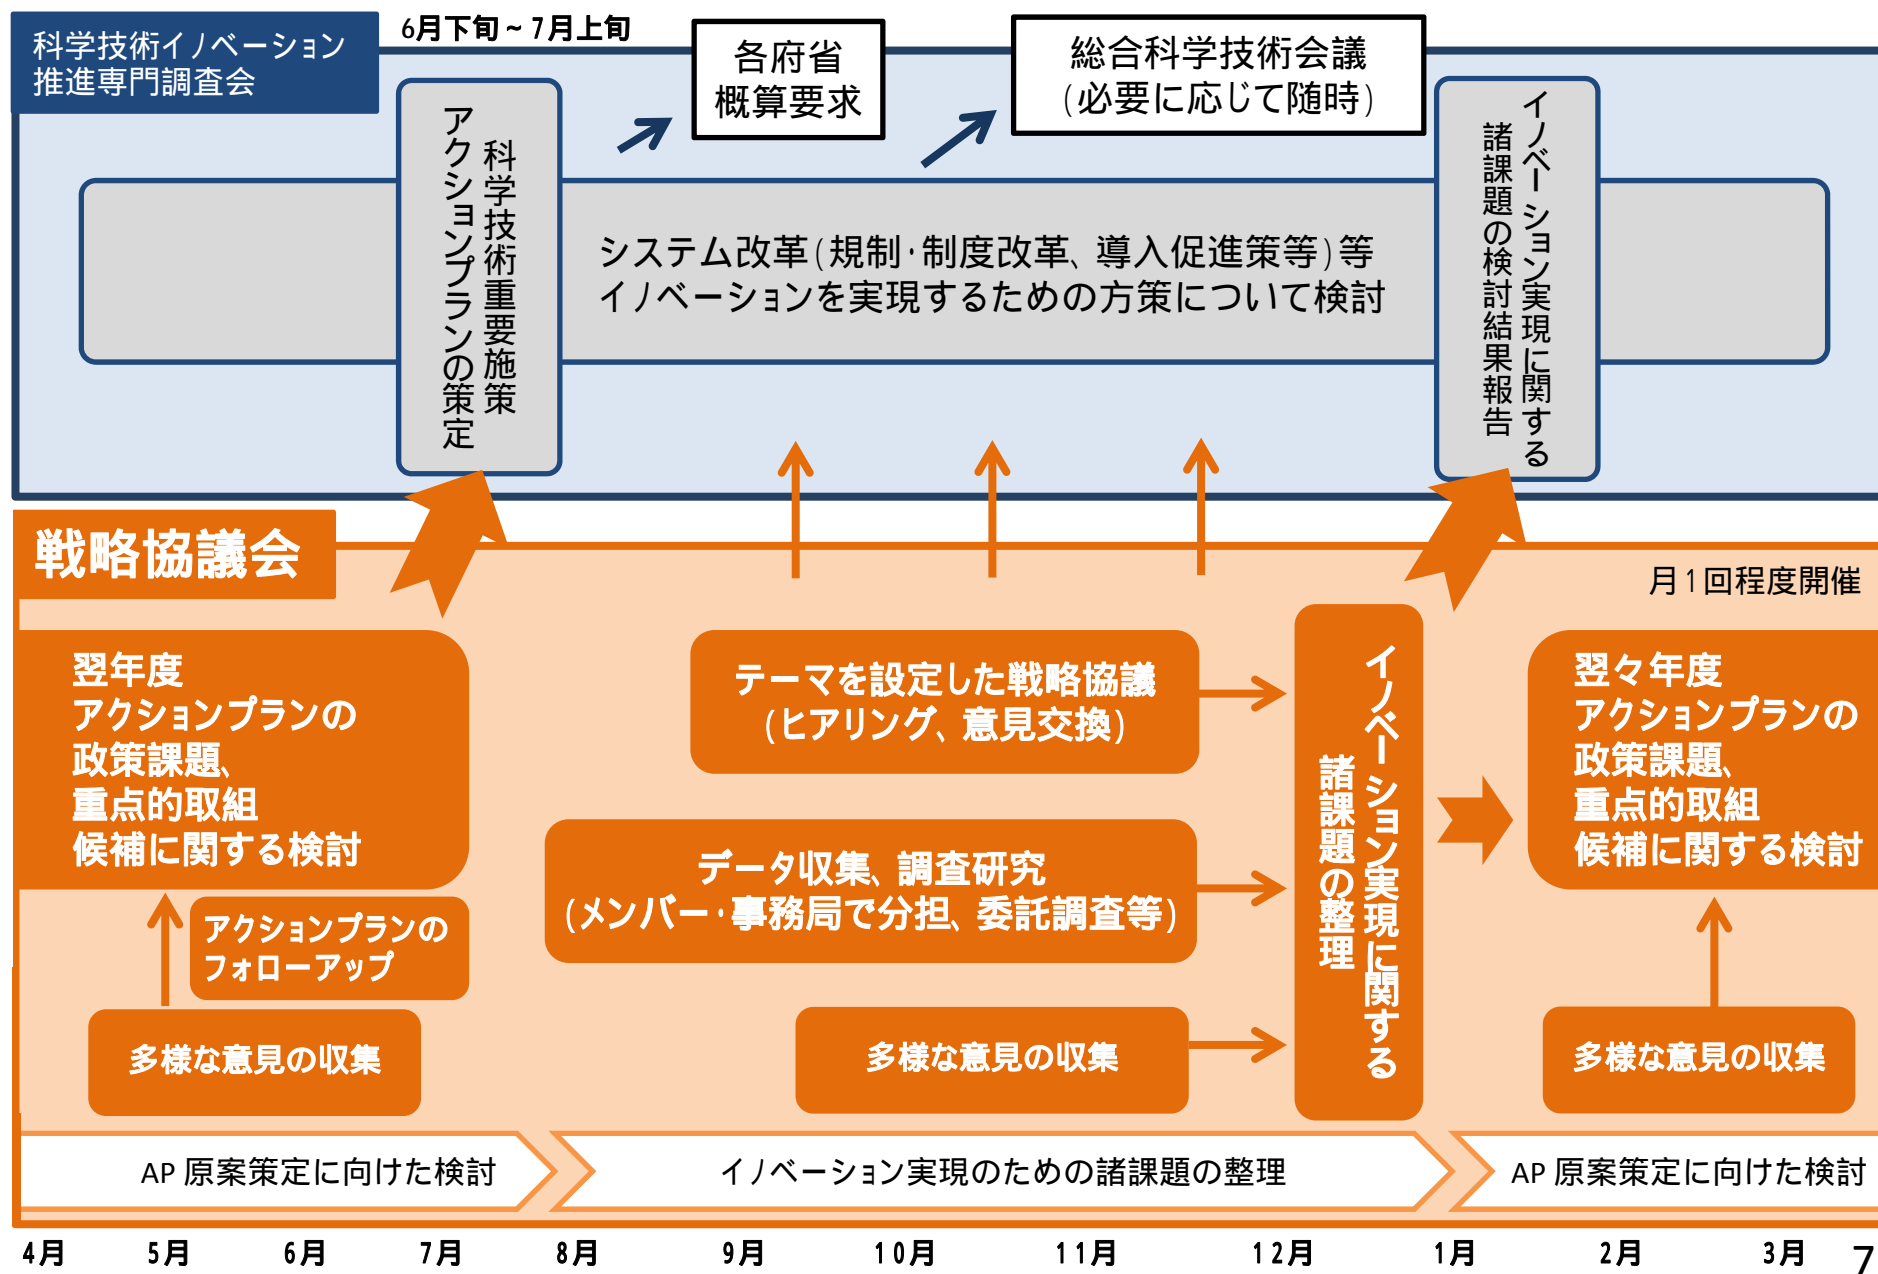 科学技術イノベーション
推進専門調査会
6月下旬~7月上旬
各府省
概算要求
総合科学技術会議
(必要に応じて随時)
科学技術重要施策
アクションプランの策定
システム改革(規制・制度改革、導入促進策等)等
イノベーションを実現するための方策について検討
イノベーション実現に関する
諸課題の検討結果報告
戦略協議会
月1回程度開催
翌年度
アクションプランの
政策課題、
重点的取組
候補に関する検討
アクションプランの
フォローアップ
多様な意見の収集
テーマを設定した戦略協議
(ヒアリング、意見交換)
データ収集、調査研究
(メンバー・事務局で分担、委託調査等)
多様な意見の収集
イノベーション実現に関する
諸課題の整理
翌々年度
アクションプランの
政策課題、
重点的取組
候補に関する検討
多様な意見の収集
AP 原案策定に向けた検討
イノベーション実現のための諸課題の整理
AP 原案策定に向けた検討
4月 5月 6月 7月 8月 9月 10月 11月 12月 1月 2月 3月
7